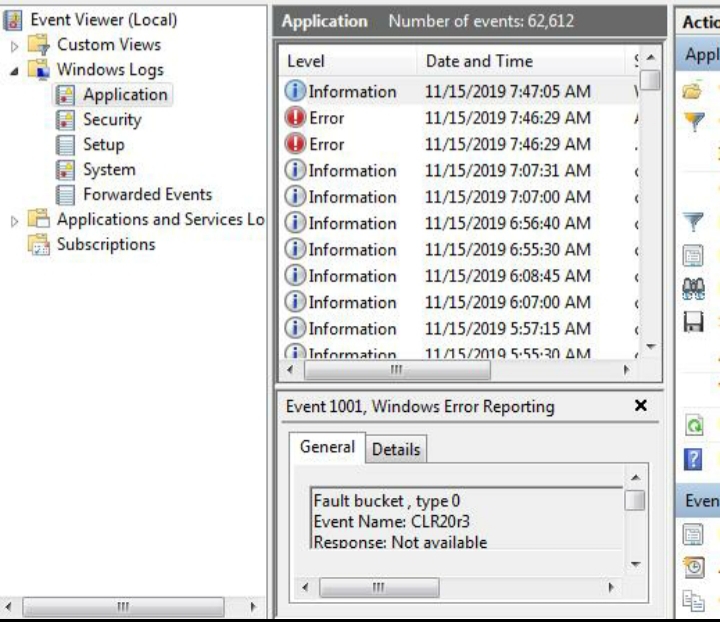 Event Viewer (Local)
Custom Views
Windows Logs
Application
Security
Setup
System
Forwarded Events
Applications and Services Lo
Subscriptions
Application Number of events: 62,612
Level Date and Time
Information 11/15/2019 7:47:05 AM
Error 11/15/2019 7:46:29 AM
Error 11/15/2019 7:46:29 AM
Information 11/15/2019 7:07:31 AM
Information 11/15/2019 7:07:00 AM
Information 11/15/2019 6:56:40 AM
Information 11/15/2019 6:55:30 AM
Information 11/15/2019 6:08:45 AM
Information 11/15/2019 6:07:00 AM
Information 11/15/2019 5:57:15 AM
Information 11/15/2019 5:55:30 AM
Event 1001, Windows Error Reporting
General Details
Fault bucket , type 0
Event Name: CLR20r3
Response: Not available
Actio
Appl
Even